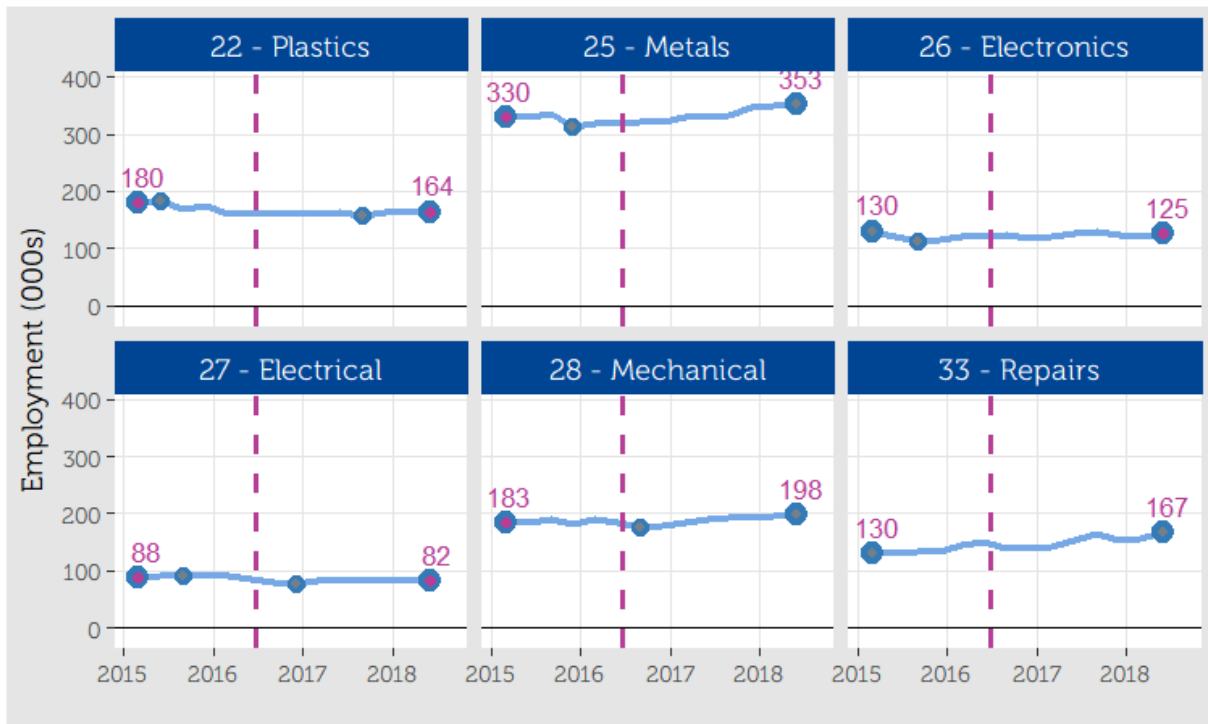 22 - Plastics
25 - Metals
26 - Electronics
Employment (000s)
400
300
200
100
0
180
164
330
353
130
125
27 - Electrical
28 - Mechanical
33 - Repairs
400
300
200
100
0
88
82
183
198
130
167
2015 2016 2017 2018
2015 2016 2017 2018
2015 2016 2017 2018